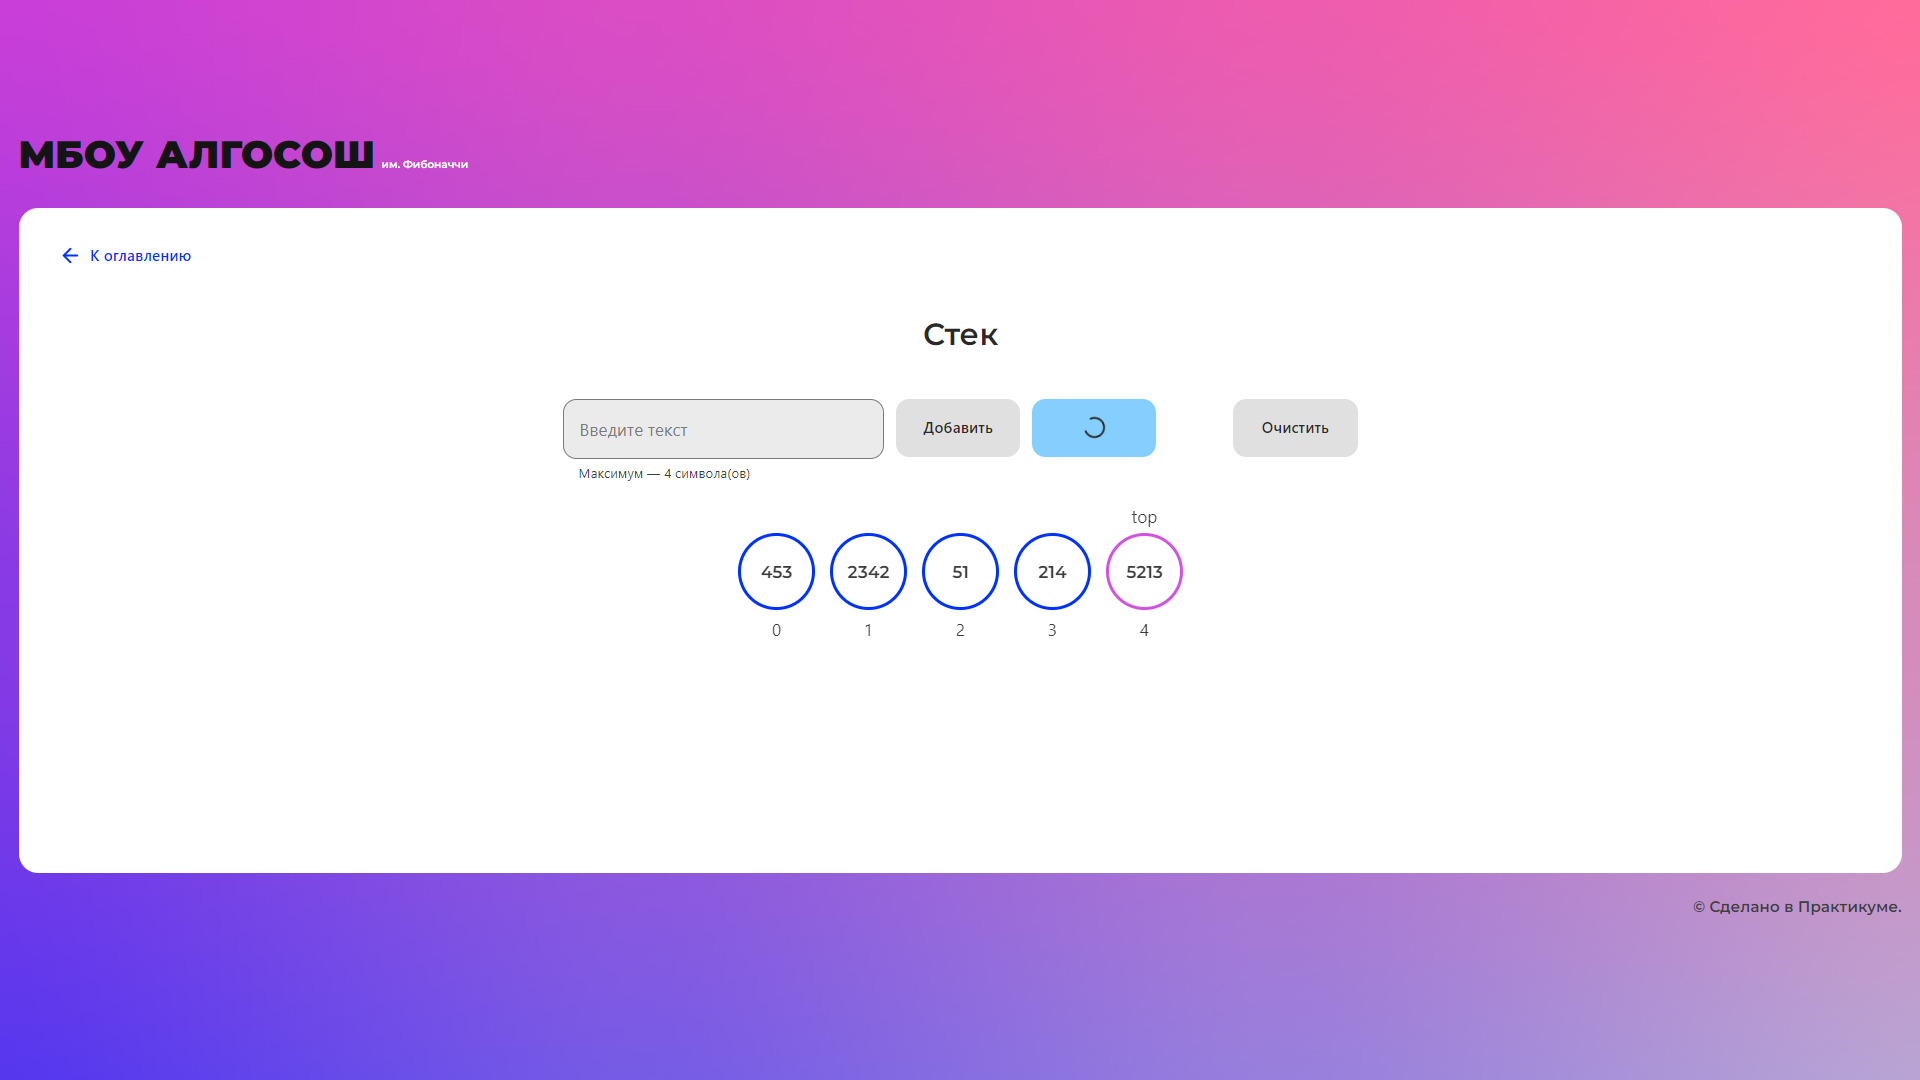 МБОУ АЛГОСОШ им. Фибоначчи
К оглавлению
Стек
Введите текст
Добавить
Очистить
Максимум — 4 символа(ов)
top
453 2342 51 214 5213
0 1 2 3 4
© Сделано в Практикуме.